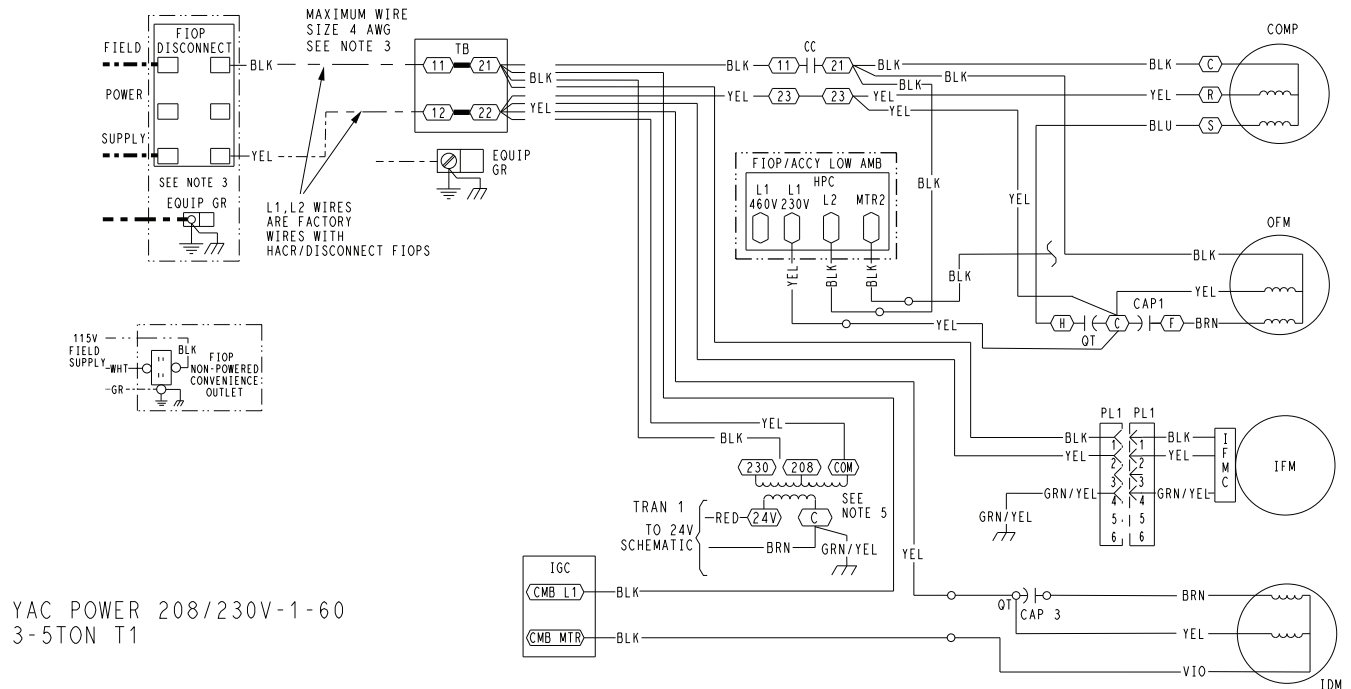 FIELD
POWER
SUPPLY
FIOP
DISCONNECT
BLK
YEL
SEE NOTE 3
EQUIP GR
MAXIMUM WIRE
SIZE 4 AWG
SEE NOTE 3
L1,L2 WIRES
ARE FACTORY
WIRES WITH
HACR/DISCONNECT FIOPS
TB
11 21
12 22
BLK
YEL
EQUIP
GR
CC
BLK 11 21 BLK
BLK
BLK
YEL 23 23 YEL
YEL
BLK
YEL
COMP
BLK C
YEL R
BLU S
FIOP/ACCY LOW AMB
HPC
L1 L1 L2 MTR2
460V 230V
YEL
BLK
BLK
BLK
YEL
OFM
BLK
YEL
CAP1
H C F BRN
QT
115V
FIELD
SUPPLY
BLK
WHT
GR
FIOP
NON-POWERED
CONVENIENCE
OUTLET
YEL
BLK
230 208 COM
TRAN 1
RED 24V C
SEE
NOTE 5
TO 24V
SCHEMATIC
BRN
GRN/YEL
YEL
PL1 PL1
BLK 1 1 BLK
YEL 2 2 YEL
3 3
GRN/YEL 4 4 GRN/YEL
5 5
6 6
GRN/YEL
IFMC
IFM
IGC
CMB L1 BLK
CMB MTR BLK
QT
CAP 3
BRN
YEL
VIO
IDM
YAC POWER 208/230V-1-60
3-5TON T1